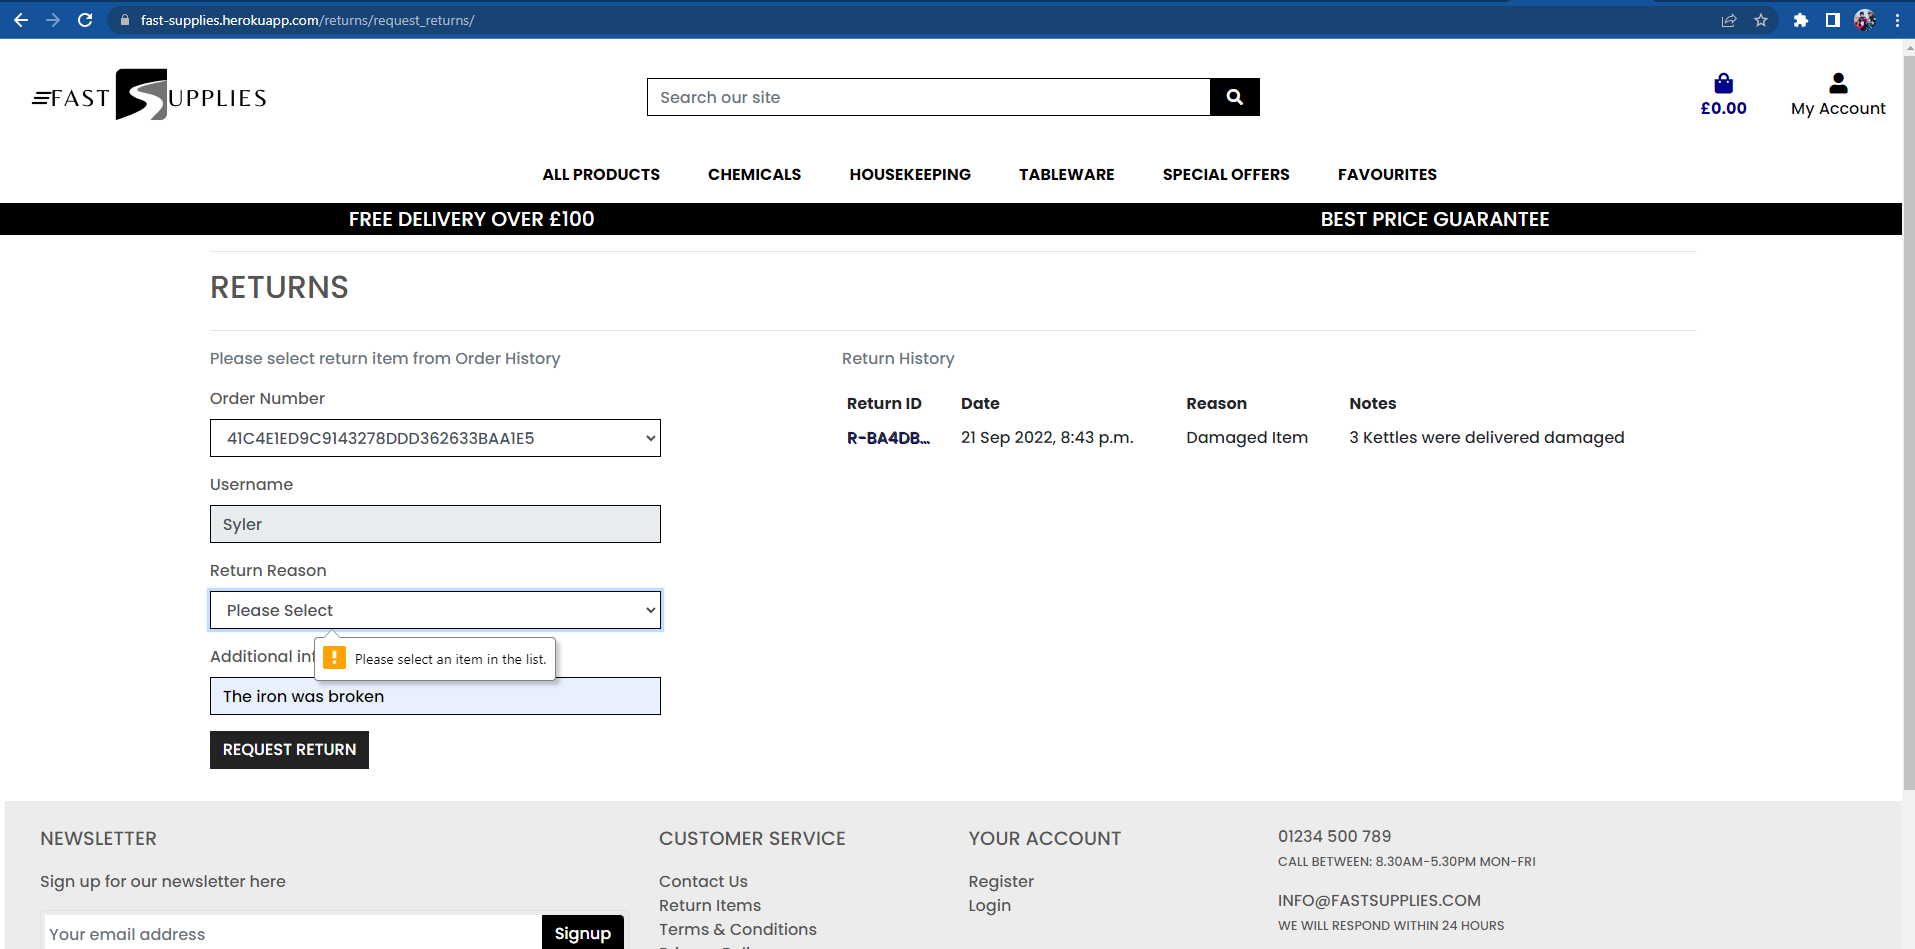 fast-supplies.herokuapp.com/returns/request_returns/
FAST SUPPLIES
Search our site
£0.00
My Account
ALL PRODUCTS CHEMICALS HOUSEKEEPING TABLEWARE SPECIAL OFFERS FAVOURITES
FREE DELIVERY OVER £100 BEST PRICE GUARANTEE
RETURNS
Please select return item from Order History
Order Number
41C4E1ED9C9143278DDD362633BAA1E5
Username
Syler
Return Reason
Please Select
Please select an item in the list.
Additional inf
The iron was broken
REQUEST RETURN
Return History
Return ID Date Reason Notes
R-BA4DB... 21 Sep 2022, 8:43 p.m. Damaged Item 3 Kettles were delivered damaged
NEWSLETTER
Sign up for our newsletter here
Your email address
Signup
CUSTOMER SERVICE
Contact Us
Return Items
Terms & Conditions
YOUR ACCOUNT
Register
Login
01234 500 789
CALL BETWEEN: 8.30AM-5.30PM MON-FRI
INFO@FASTSUPPLIES.COM
WE WILL RESPOND WITHIN 24 HOURS